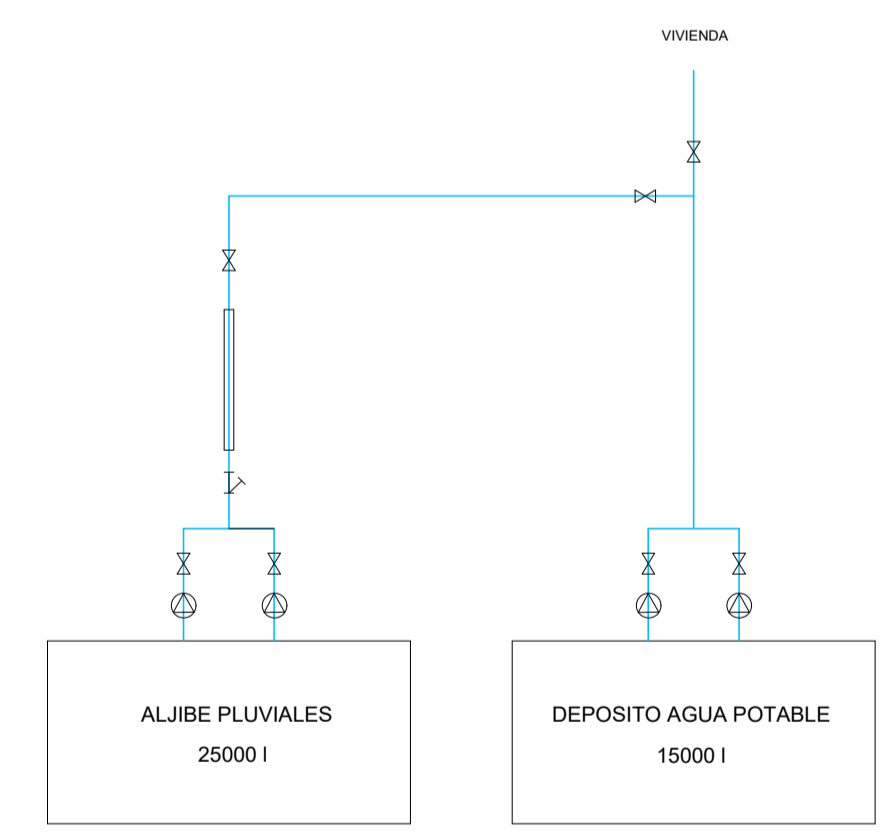 VIVIENDA
ALJIBE PLUVIALES
25000 l
DEPOSITO AGUA POTABLE
15000 l